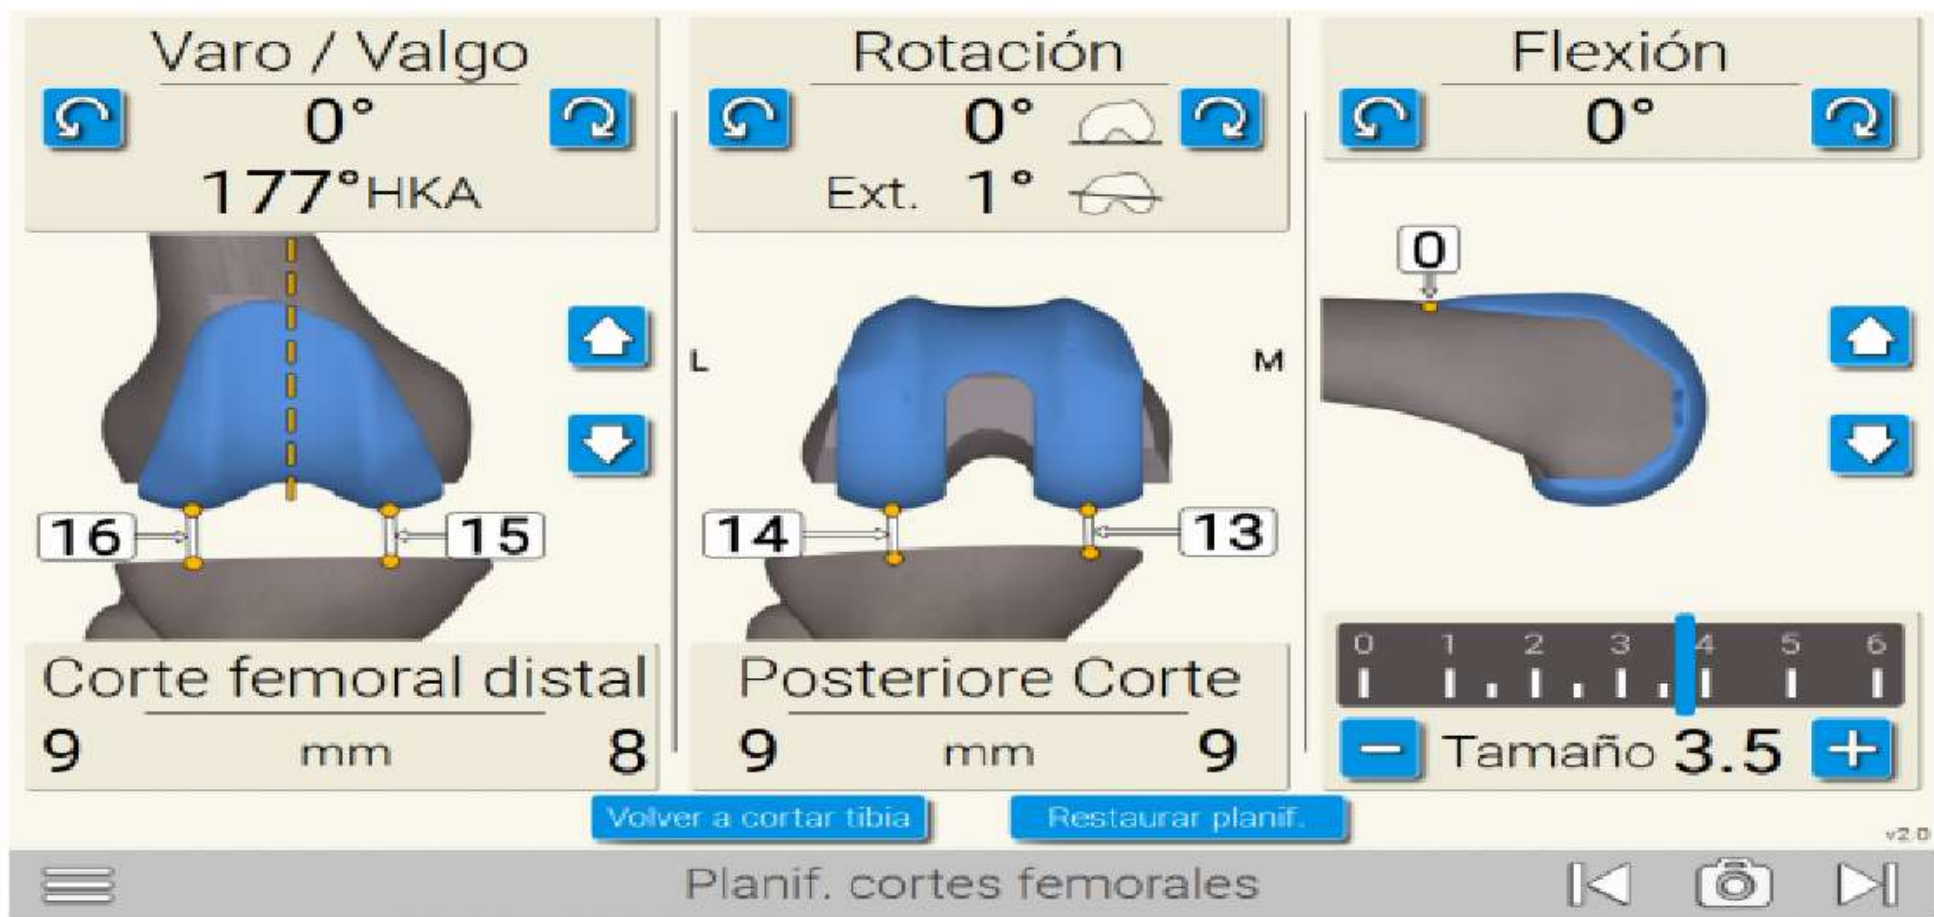 Varo / Valgo
0°
177° HKA
16
15
Corte femoral distal
9 mm 8
Rotación
0°
Ext. 1°
L
M
14
13
Posteriore Corte
9 mm 9
Flexión
0°
0
0 1 2 3 4 5 6
Tamaño 3.5
Volver a cortar tibia
Restaurar planif.
v2.0
Planif. cortes femorales